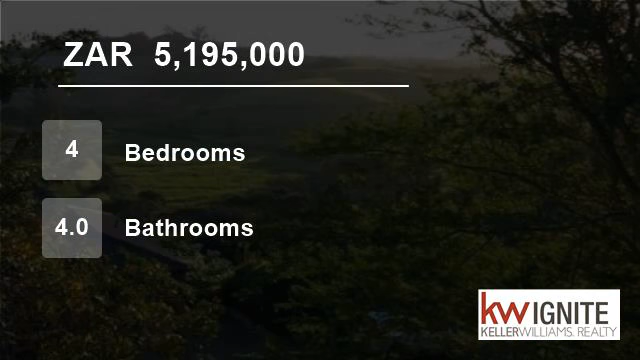 ZAR 5,195,000
4 Bedrooms
4.0 Bathrooms
kw IGNITE
KELLERWILLIAMS. REALTY